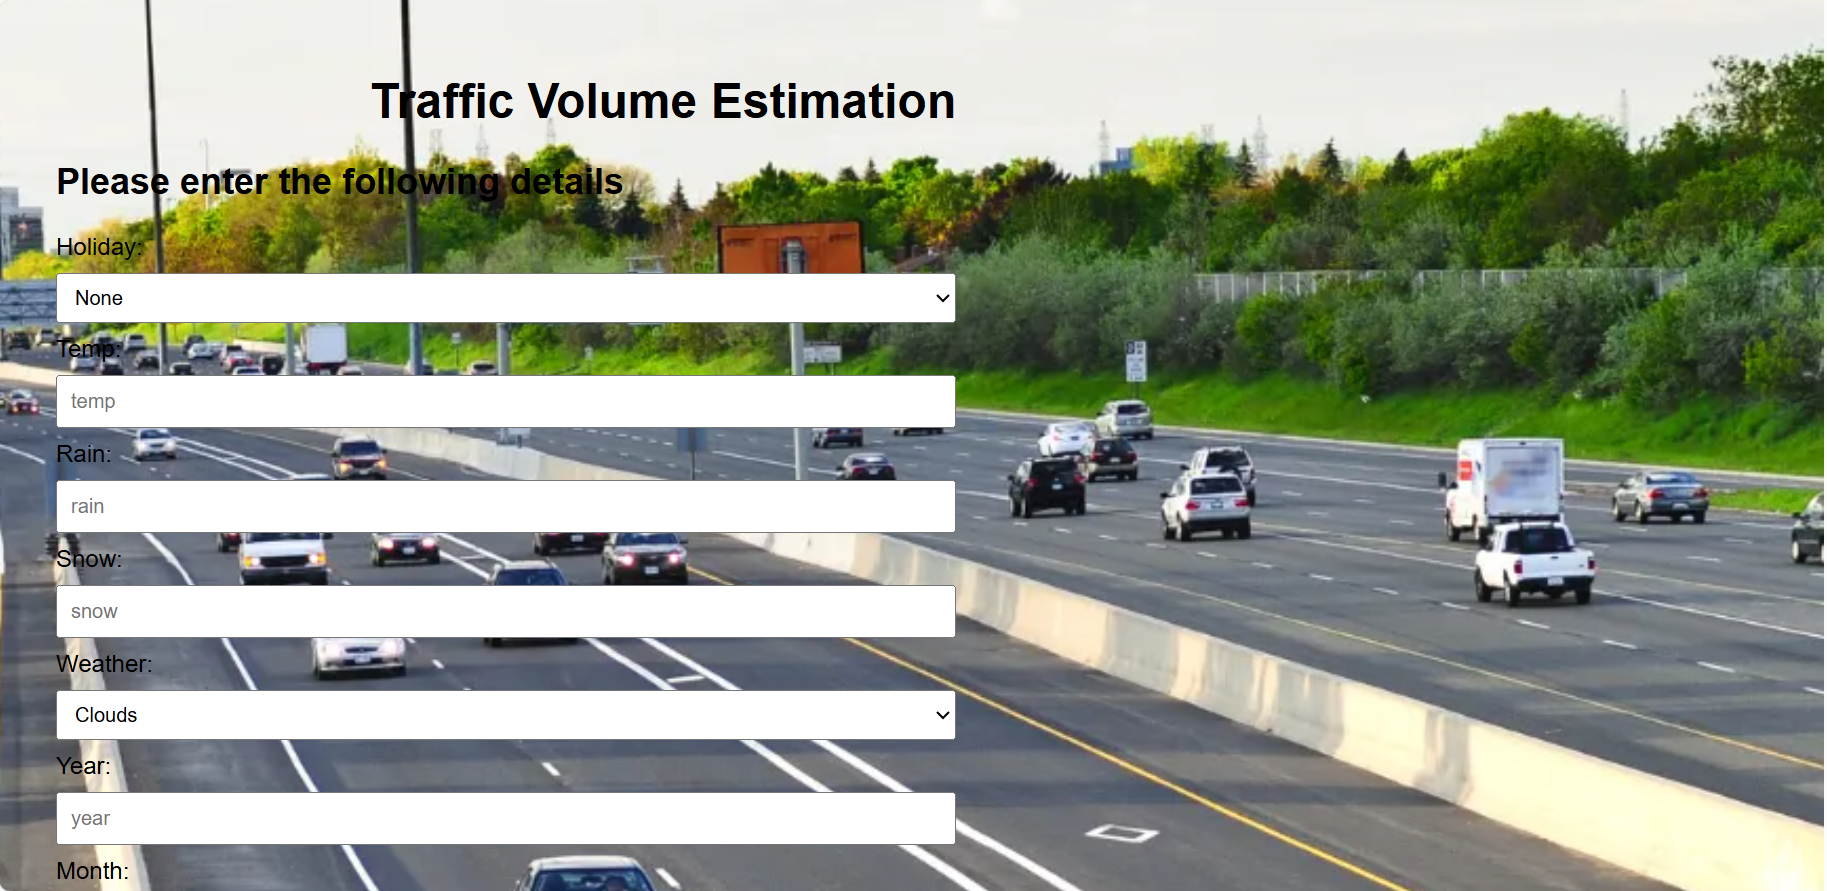 Traffic Volume Estimation
Please enter the following details
Holiday:
None
Temp:
temp
Rain:
rain
Snow:
snow
Weather:
Clouds
Year:
year
Month: